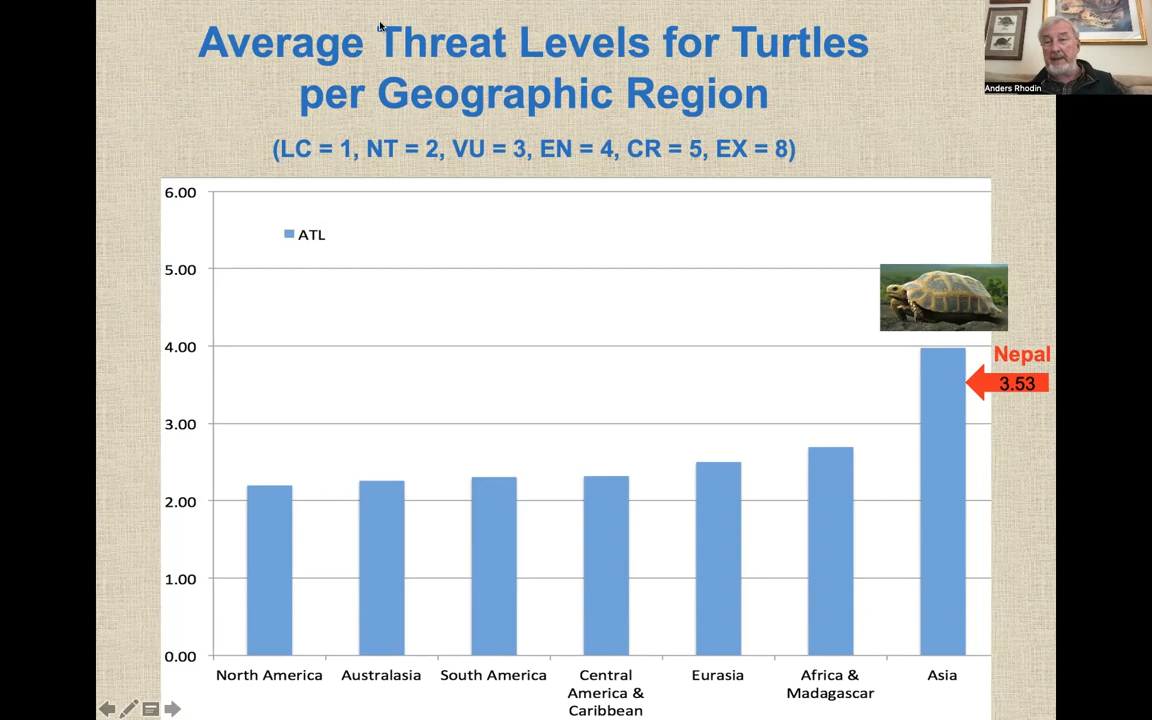 Average Threat Levels for Turtles
per Geographic Region
(LC = 1, NT = 2, VU = 3, EN = 4, CR = 5, EX = 8)
Anders Rhodin
6.00
ATL
5.00
4.00
Nepal
3.53
3.00
2.00
1.00
0.00
North America
Australasia
South America
Central
America &
Caribbean
Eurasia
Africa &
Madagascar
Asia